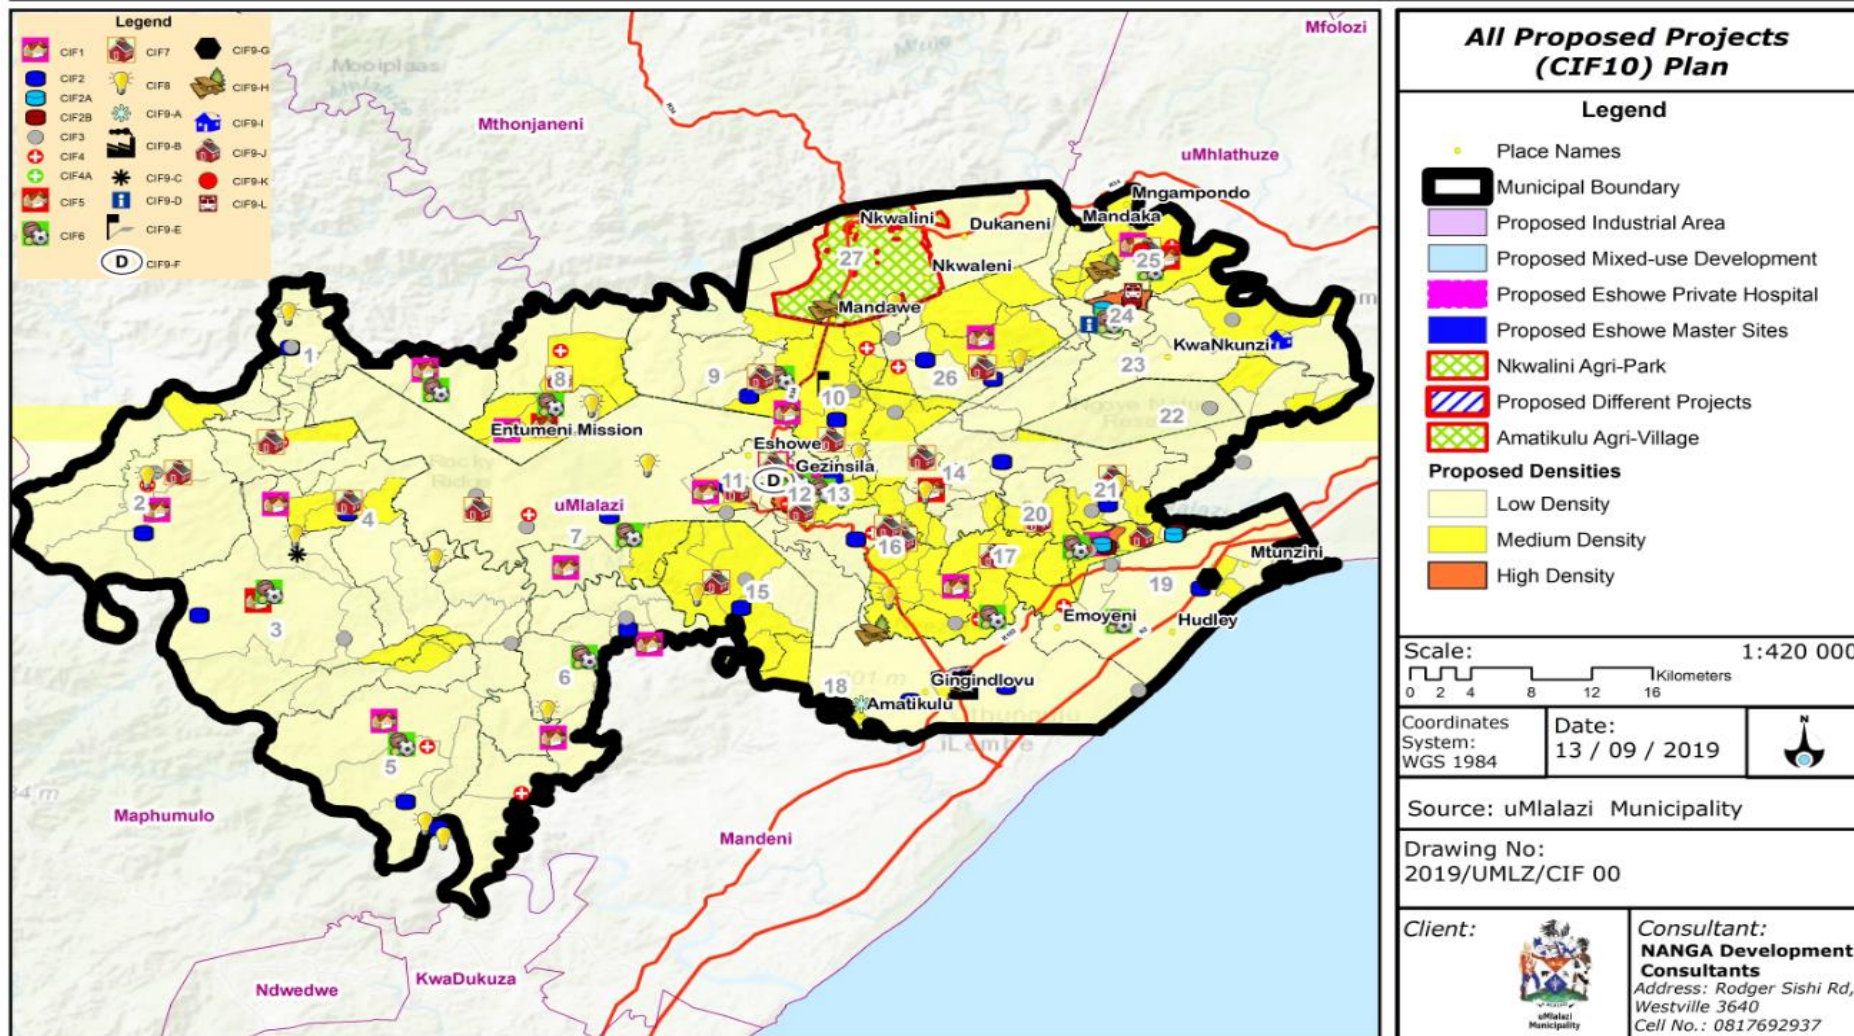 Legend
CIF1
CIF2
CIF2A
CIF2B
CIF3
CIF4
CIF4A
CIF5
CIF6
CIF7
CIF8
CIF9-A
CIF9-B
CIF9-C
CIF9-D
CIF9-E
D CIF9-F
CIF9-G
CIF9-H
CIF9-I
CIF9-J
CIF9-K
CIF9-L
Mfolozi
Mooiplaas
Mthonjaneni
uMhlathuze
Mngampondo
Mandaka
Nkwalini
Dukaneni
27
25
Nkwaleni
Mandawe
24
1
KwaNkunzi
23
8
9
26
10
22
Entumeni Mission
Eshowe
Gezinsila
14
D
11
12
13
2
4
uMlalazi
7
21
20
16
17
Mtunzini
15
19
3
Emoyeni
Hudley
6
18
Gingindlovu
Amatikulu
iLembe
5
Maphumulo
Mandeni
KwaDukuza
Ndwedwe
All Proposed Projects
(CIF10) Plan
Legend
Place Names
Municipal Boundary
Proposed Industrial Area
Proposed Mixed-use Development
Proposed Eshowe Private Hospital
Proposed Eshowe Master Sites
Nkwalini Agri-Park
Proposed Different Projects
Amatikulu Agri-Village
Proposed Densities
Low Density
Medium Density
High Density
Scale: 1:420 000
Kilometers
0 2 4 8 12 16
Coordinates
System:
WGS 1984
Date:
13 / 09 / 2019
N
Source: uMlalazi Municipality
Drawing No:
2019/UMLZ/CIF 00
Client:
uMlalazi
Municipality
Consultant:
NANGA Development
Consultants
Address: Rodger Sishi Rd,
Westville 3640
Cell No.: 0817692937